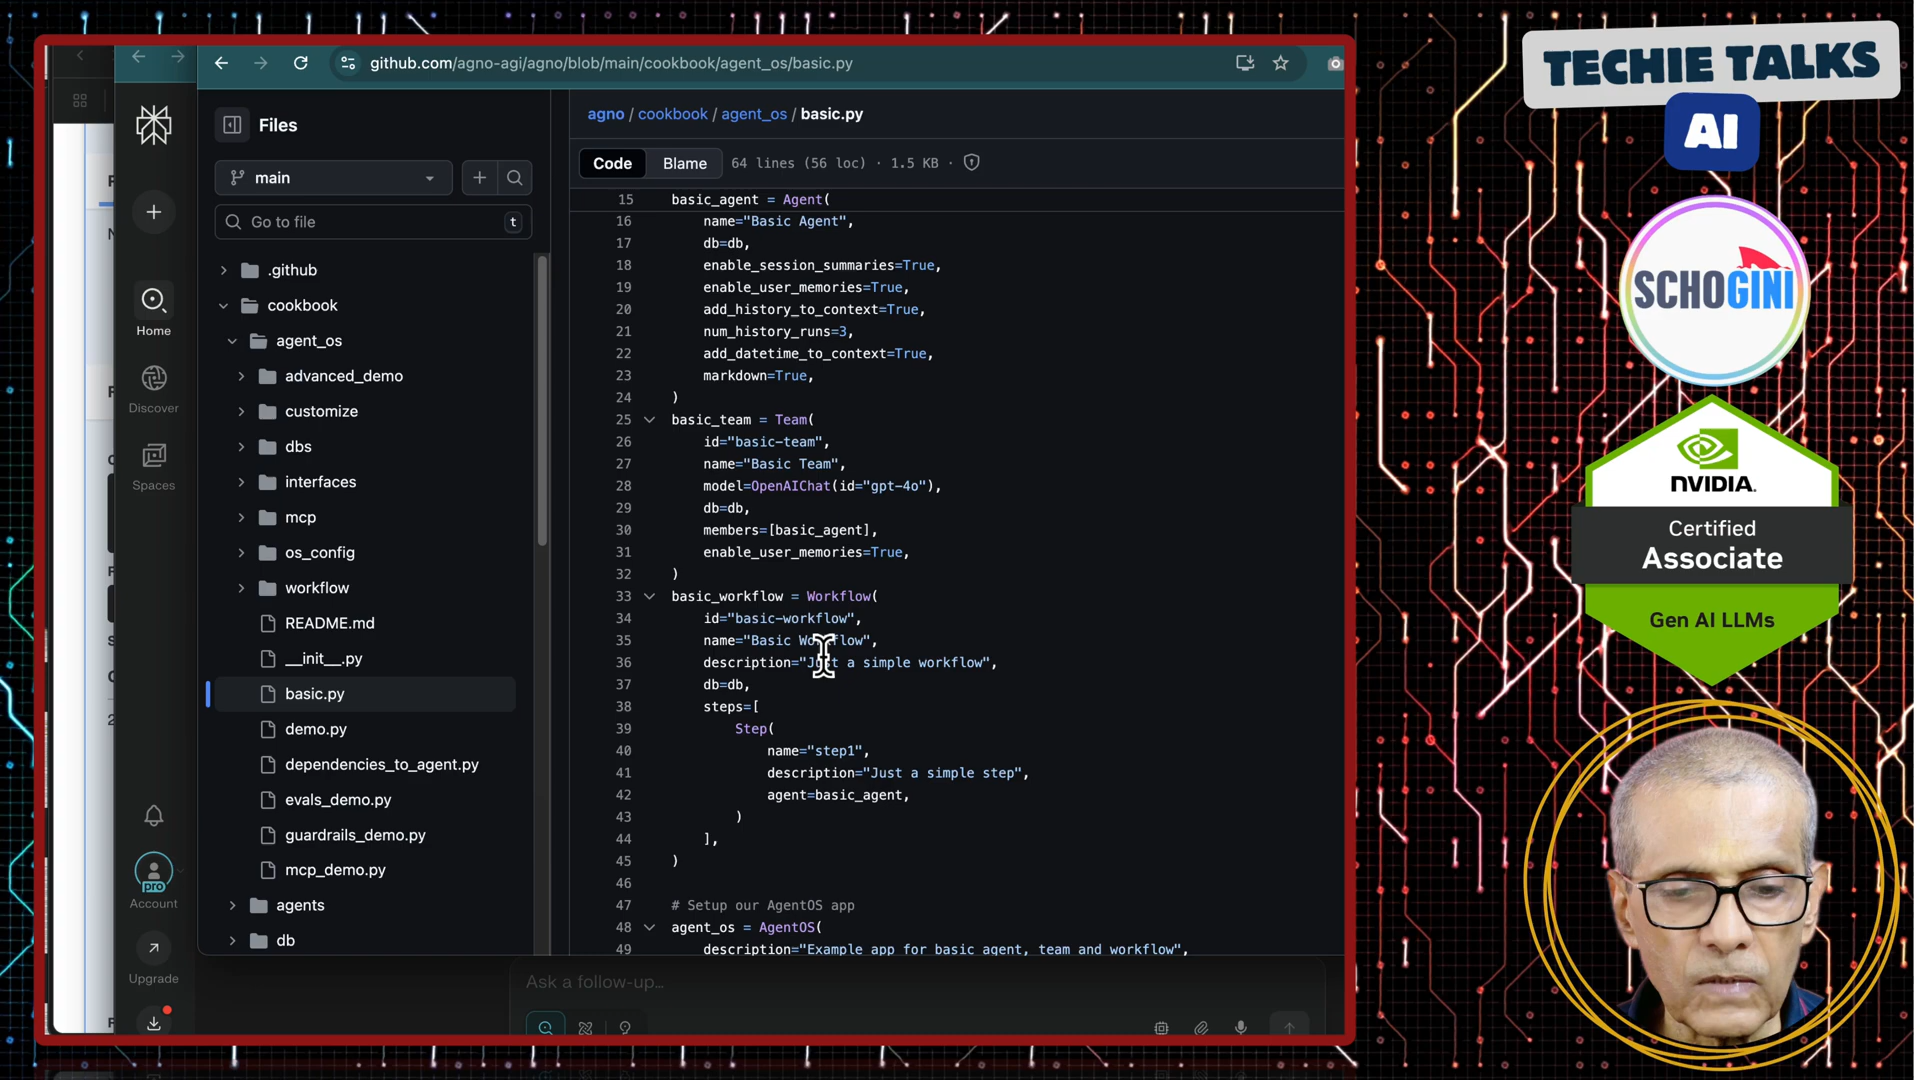 github.com/agno-agi/agno/blob/main/cookbook/agent_os/basic.py
TECHIE TALKS
AI
SCHOGINI
NVIDIA.
Certified
Associate
Gen AI LLMs
Home
Discover
Spaces
pro
Account
Upgrade
Files
main
Go to file
t
.github
cookbook
agent_os
advanced_demo
customize
dbs
interfaces
mcp
os_config
workflow
README.md
__init__.py
basic.py
demo.py
dependencies_to_agent.py
evals_demo.py
guardrails_demo.py
mcp_demo.py
agents
db
agno / cookbook / agent_os / basic.py
Code Blame 64 lines (56 loc) · 1.5 KB ·
15 basic_agent = Agent(
16 name="Basic Agent",
17 db=db,
18 enable_session_summaries=True,
19 enable_user_memories=True,
20 add_history_to_context=True,
21 num_history_runs=3,
22 add_datetime_to_context=True,
23 markdown=True,
24 )
25 basic_team = Team(
26 id="basic-team",
27 name="Basic Team",
28 model=OpenAIChat(id="gpt-4o"),
29 db=db,
30 members=[basic_agent],
31 enable_user_memories=True,
32 )
33 basic_workflow = Workflow(
34 id="basic-workflow",
35 name="Basic Workflow",
36 description="Just a simple workflow",
37 db=db,
38 steps=[
39 Step(
40 name="step1",
41 description="Just a simple step",
42 agent=basic_agent,
43 )
44 ],
45 )
46
47 # Setup our AgentOS app
48 agent_os = AgentOS(
49 description="Example app for basic agent, team and workflow",
Ask a follow-up…